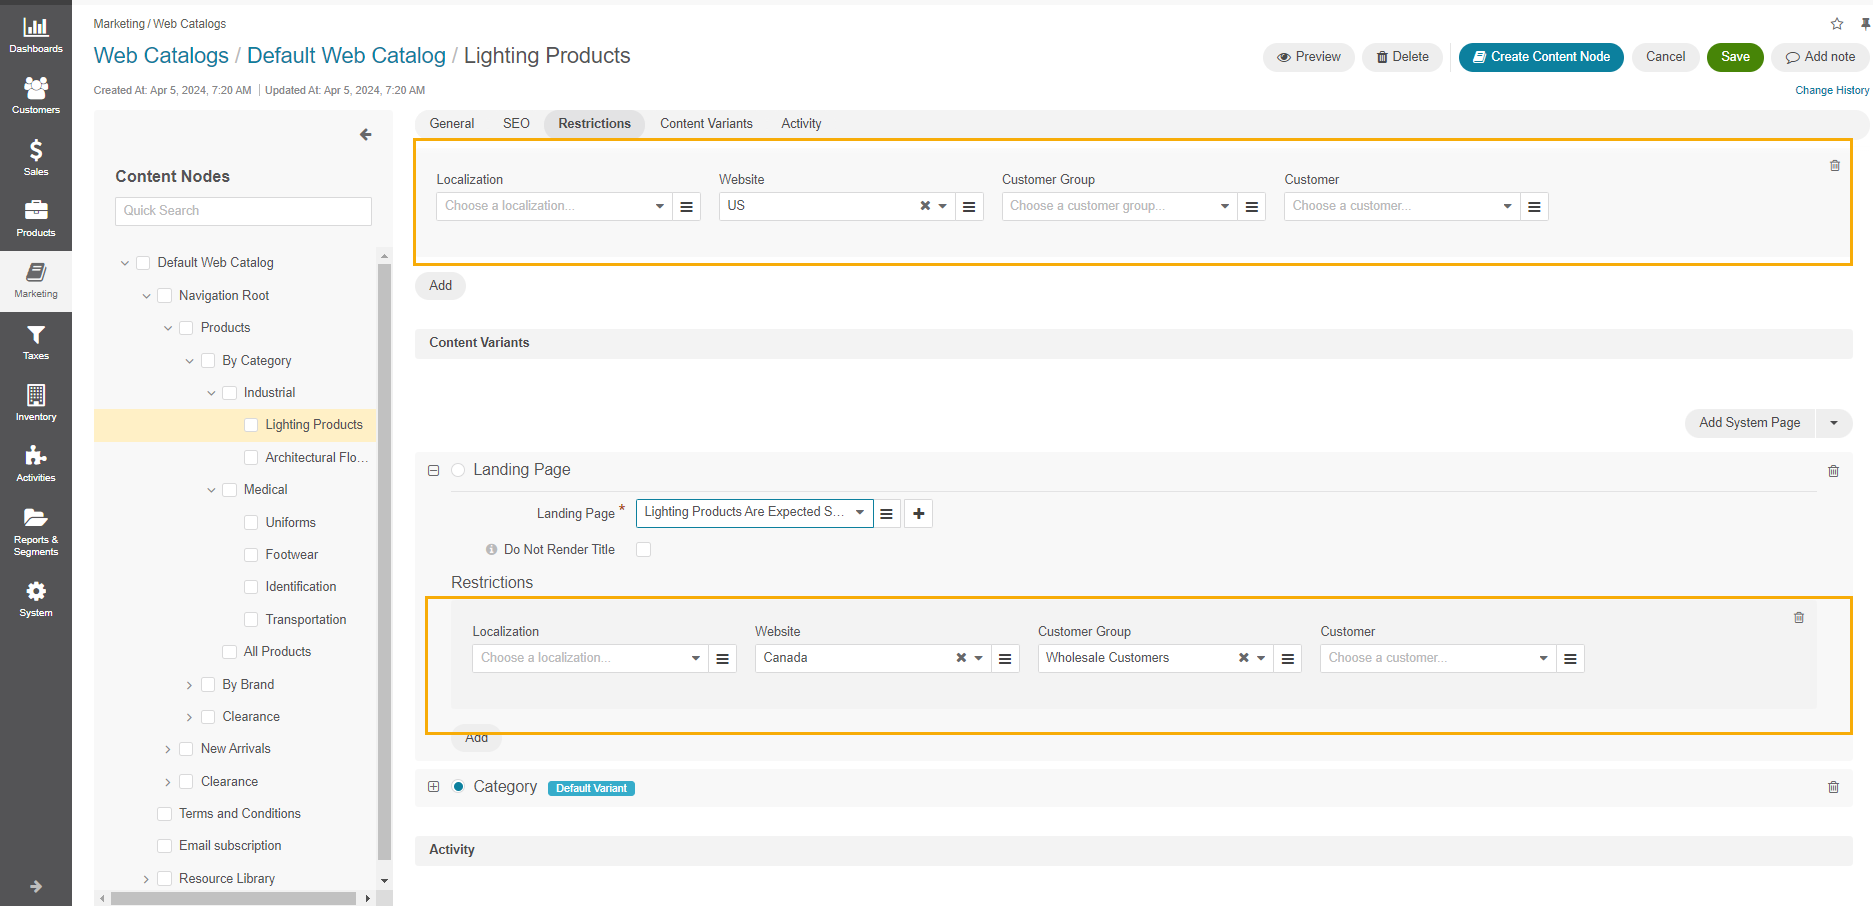 Dashboards
Customers
Sales
Products
Marketing
Taxes
Inventory
Activities
Reports &
Segments
System
Marketing / Web Catalogs
Web Catalogs / Default Web Catalog / Lighting Products
Preview
Delete
Create Content Node
Cancel
Save
Add note
Created At: Apr 5, 2024, 7:20 AM
Updated At: Apr 5, 2024, 7:20 AM
Change History
Content Nodes
Quick Search
Default Web Catalog
Navigation Root
Products
By Category
Industrial
Lighting Products
Architectural Flo...
Medical
Uniforms
Footwear
Identification
Transportation
All Products
By Brand
Clearance
New Arrivals
Clearance
Terms and Conditions
Email subscription
Resource Library
General
SEO
Restrictions
Content Variants
Activity
Localization
Website
Customer Group
Customer
Choose a localization...
US
Choose a customer group...
Choose a customer...
Add
Content Variants
Add System Page
Landing Page
Landing Page *
Lighting Products Are Expected S...
Do Not Render Title
Restrictions
Localization
Website
Customer Group
Customer
Choose a localization...
Canada
Wholesale Customers
Choose a customer...
Add
Category
Default Variant
Activity